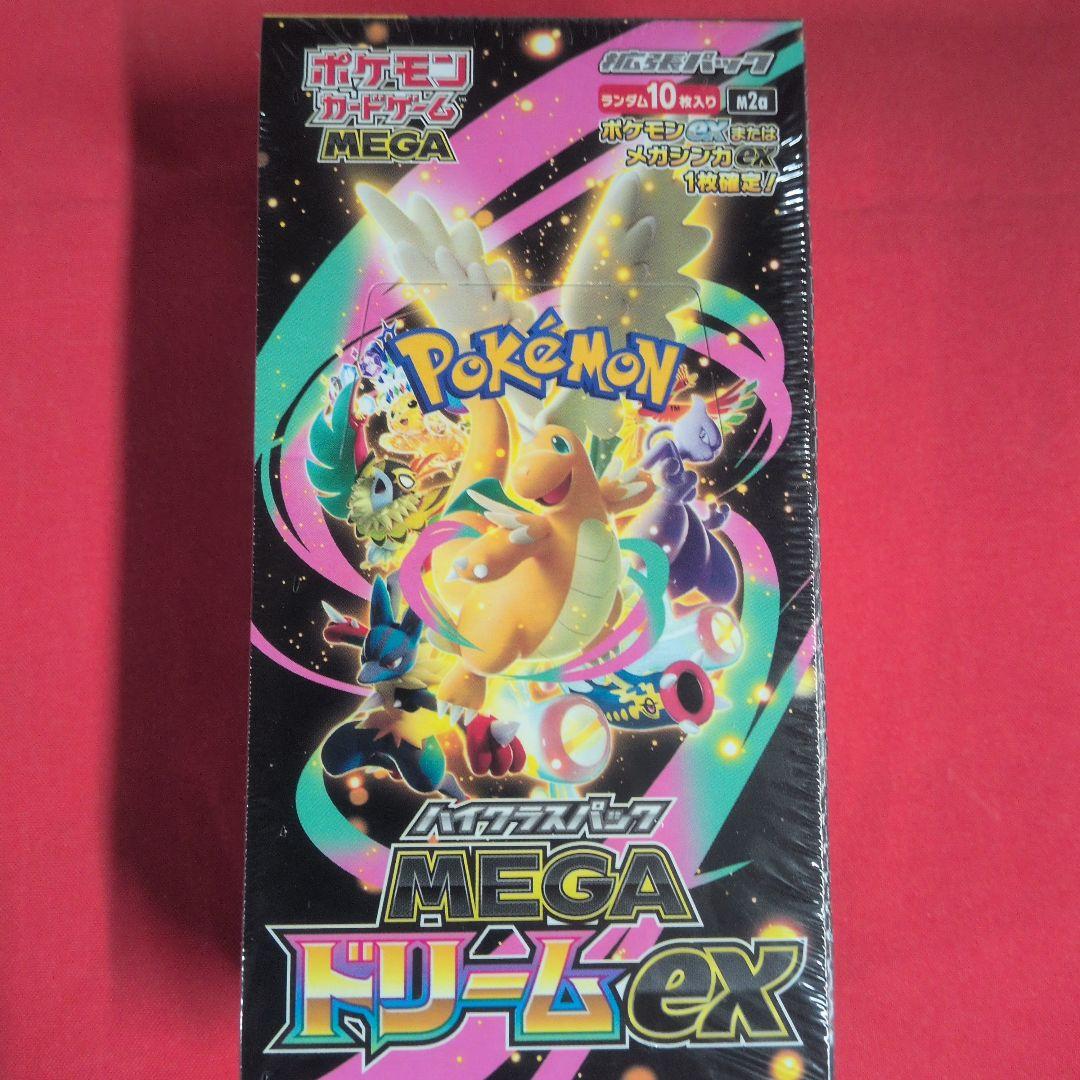 ポケモン
カードゲーム
MEGA
拡張パック
ランダム10枚入り M2a
ポケモンexまたは
メガシンカex
1枚確定!
POKÉMON
TM
ハイクラスパック
MEGA
ドリームex